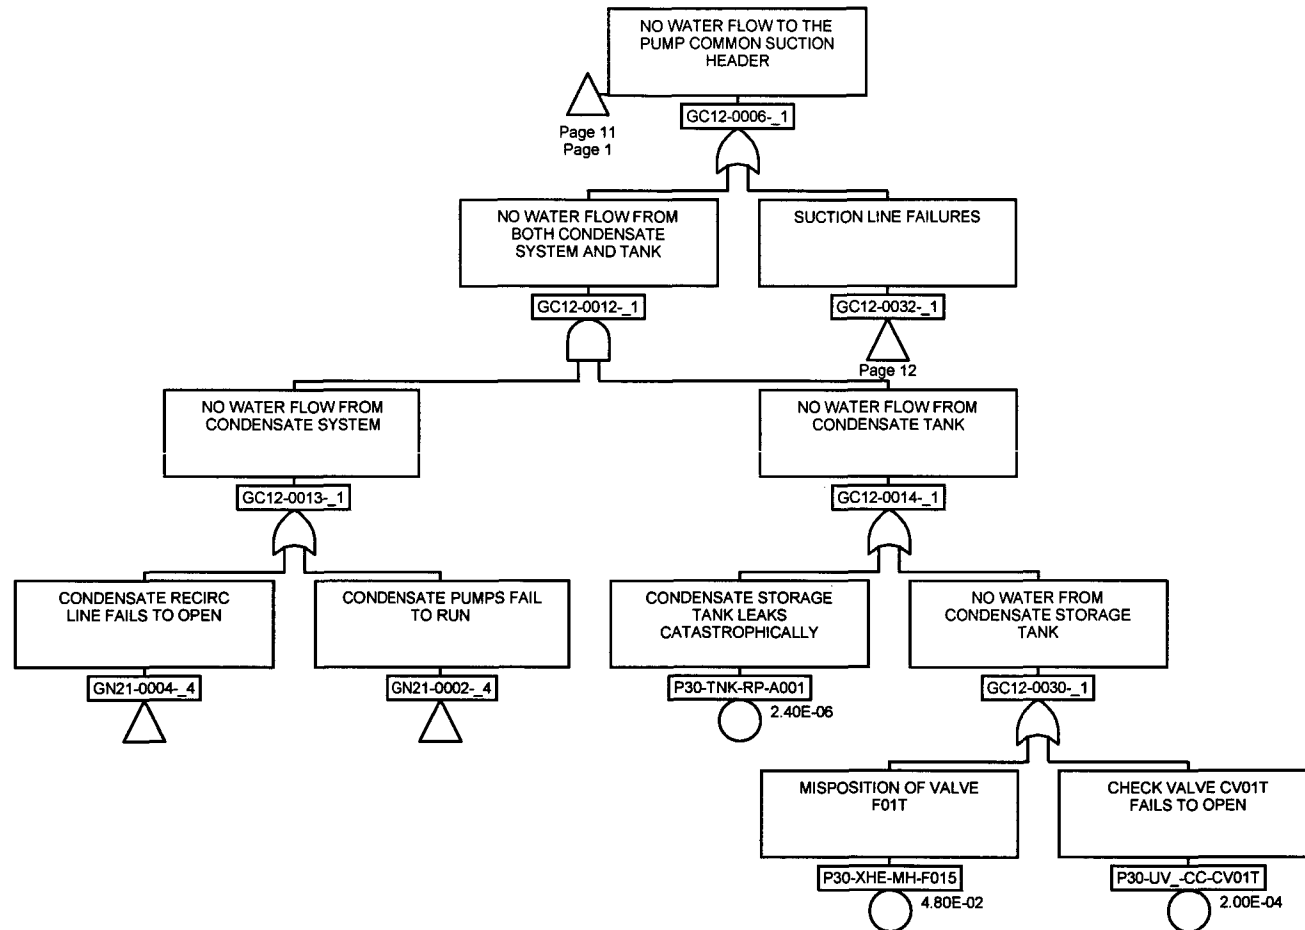 NO WATER FLOW TO THE
PUMP COMMON SUCTION
HEADER
Page 11
Page 1
GC12-0006-_1
NO WATER FLOW FROM
BOTH CONDENSATE
SYSTEM AND TANK
GC12-0012-_1
SUCTION LINE FAILURES
GC12-0032-_1
Page 12
NO WATER FLOW FROM
CONDENSATE SYSTEM
GC12-0013-_1
NO WATER FLOW FROM
CONDENSATE TANK
GC12-0014-_1
CONDENSATE RECIRC
LINE FAILS TO OPEN
GN21-0004-_4
CONDENSATE PUMPS FAIL
TO RUN
GN21-0002-_4
CONDENSATE STORAGE
TANK LEAKS
CATASTROPHICALLY
P30-TNK-RP-A001
2.40E-06
NO WATER FROM
CONDENSATE STORAGE
TANK
GC12-0030-_1
MISPOSITION OF VALVE
F01T
P30-XHE-MH-F015
4.80E-02
CHECK VALVE CV01T
FAILS TO OPEN
P30-UV_-CC-CV01T
2.00E-04